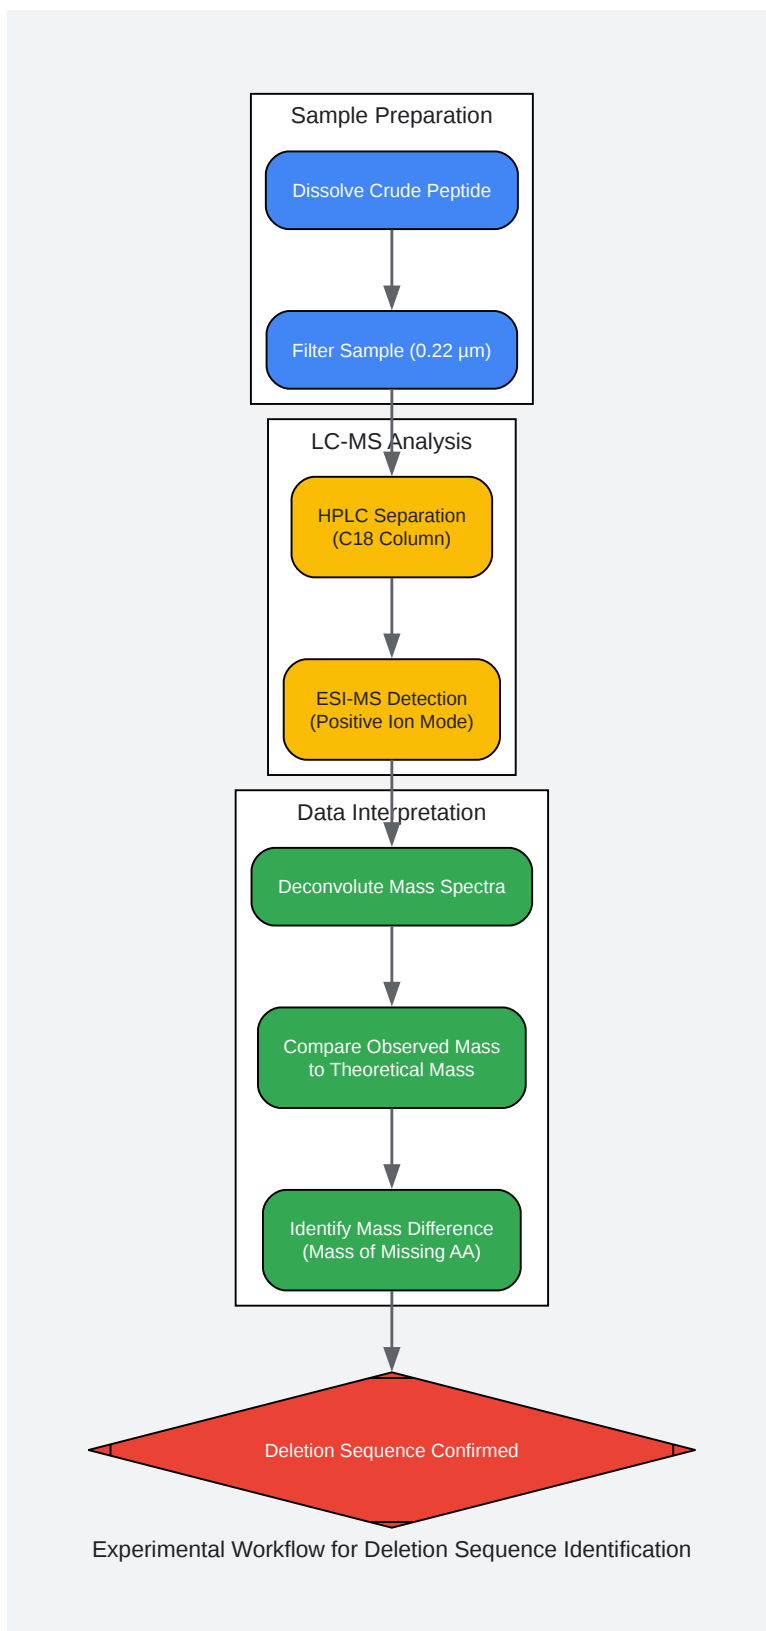 Sample Preparation
Dissolve Crude Peptide
Filter Sample (0.22 µm)
LC-MS Analysis
HPLC Separation
(C18 Column)
ESI-MS Detection
(Positive Ion Mode)
Data Interpretation
Deconvolute Mass Spectra
Compare Observed Mass
to Theoretical Mass
Identify Mass Difference
(Mass of Missing AA)
Deletion Sequence Confirmed
Experimental Workflow for Deletion Sequence Identification